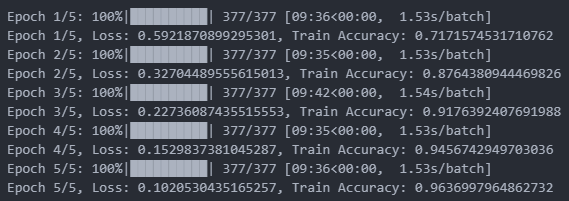 Epoch 1/5: 100%|██████████| 377/377 [09:36<00:00,  1.53s/batch]
Epoch 1/5, Loss: 0.5921870899295301, Train Accuracy: 0.7171574531710762
Epoch 2/5: 100%|██████████| 377/377 [09:35<00:00,  1.53s/batch]
Epoch 2/5, Loss: 0.32704489555615013, Train Accuracy: 0.8764380944469826
Epoch 3/5: 100%|██████████| 377/377 [09:42<00:00,  1.54s/batch]
Epoch 3/5, Loss: 0.22736087435515553, Train Accuracy: 0.9176392407691988
Epoch 4/5: 100%|██████████| 377/377 [09:35<00:00,  1.53s/batch]
Epoch 4/5, Loss: 0.1529837381045287, Train Accuracy: 0.9456742949703036
Epoch 5/5: 100%|██████████| 377/377 [09:36<00:00,  1.53s/batch]
Epoch 5/5, Loss: 0.1020530435165257, Train Accuracy: 0.9636997964862732